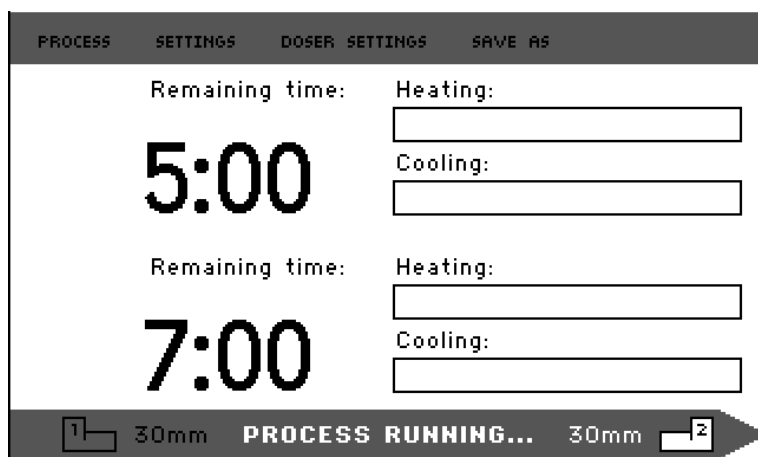 PROCESS SETTINGS DOSER SETTINGS SAVE AS
Remaining time: Heating:
5:00
Cooling:
Remaining time: Heating:
7:00
Cooling:
1 30mm PROCESS RUNNING... 30mm 2